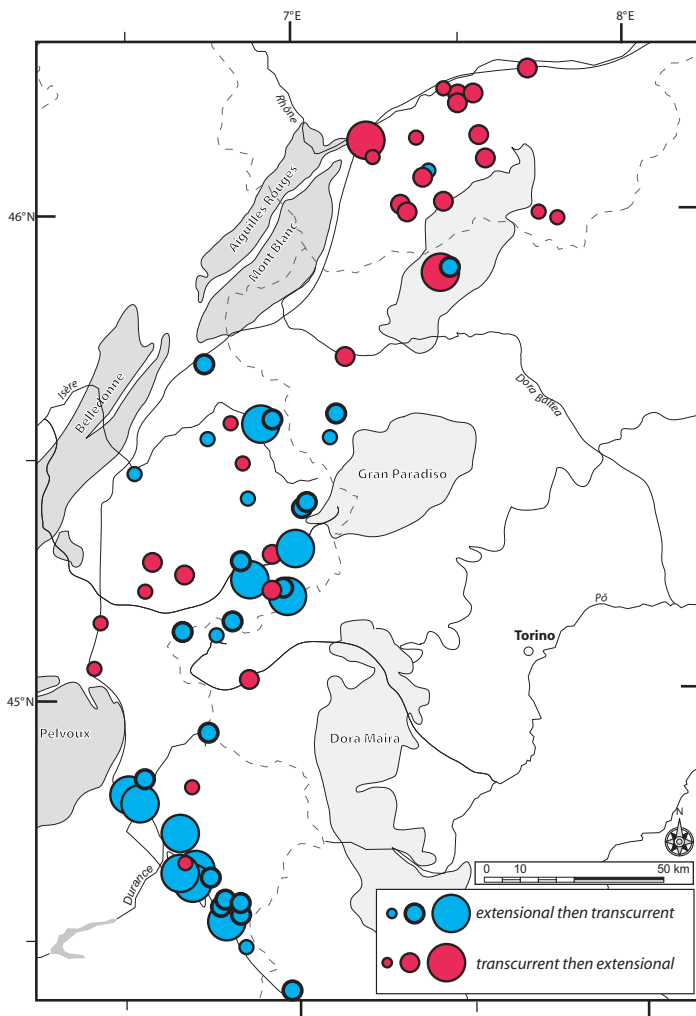 7°E
8°E
Rhône
Aiguilles Rouges
46°N
Mont Blanc
Isère
Belledonne
Dora Baltea
Gran Paradiso
Pô
Torino
45°N
Pelvoux
Dora Maira
N
Durance
0 10 50 km
extensional then transcurrent
transcurrent then extensional